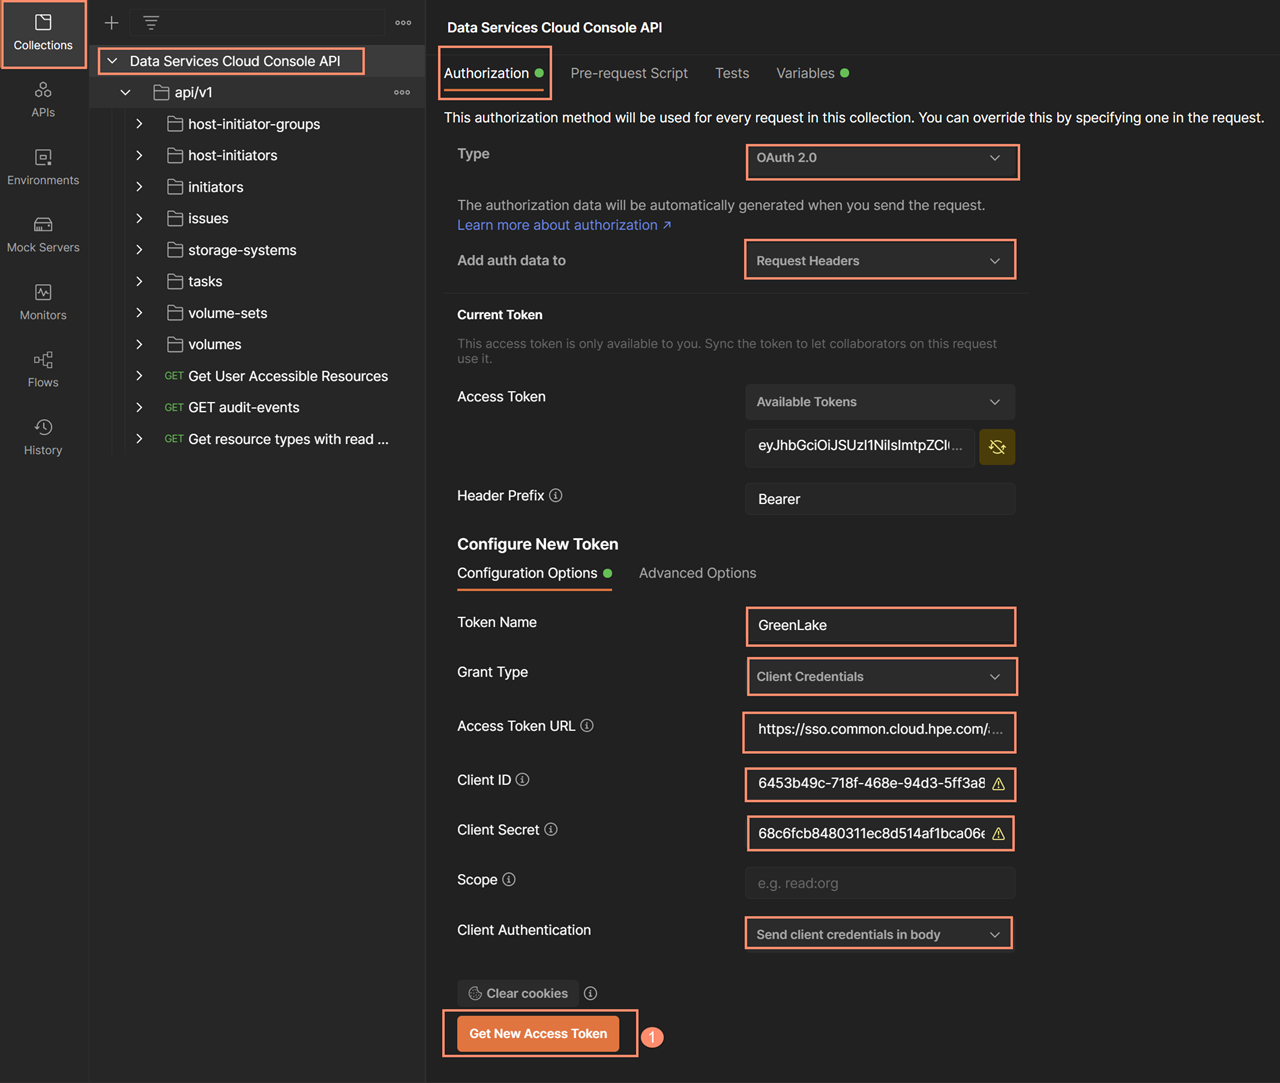 Collections
APIs
Environments
Mock Servers
Monitors
Flows
History
Data Services Cloud Console API
api/v1
host-initiator-groups
host-initiators
initiators
issues
storage-systems
tasks
volume-sets
volumes
GET Get User Accessible Resources
GET GET audit-events
GET Get resource types with read ...
Data Services Cloud Console API
Authorization Pre-request Script Tests Variables
This authorization method will be used for every request in this collection. You can override this by specifying one in the request.
Type OAuth 2.0
The authorization data will be automatically generated when you send the request.
Learn more about authorization ↗
Add auth data to Request Headers
Current Token
This access token is only available to you. Sync the token to let collaborators on this request
use it.
Access Token Available Tokens
eyJhbGciOiJSUzI1NiIsImtpZCI6...
Header Prefix Bearer
Configure New Token
Configuration Options Advanced Options
Token Name GreenLake
Grant Type Client Credentials
Access Token URL https://sso.common.cloud.hpe.com/...
Client ID 6453b49c-718f-468e-94d3-5ff3a8
Client Secret 68c6fcb8480311ec8d514af1bca06e
Scope e.g. read:org
Client Authentication Send client credentials in body
Clear cookies
Get New Access Token 1